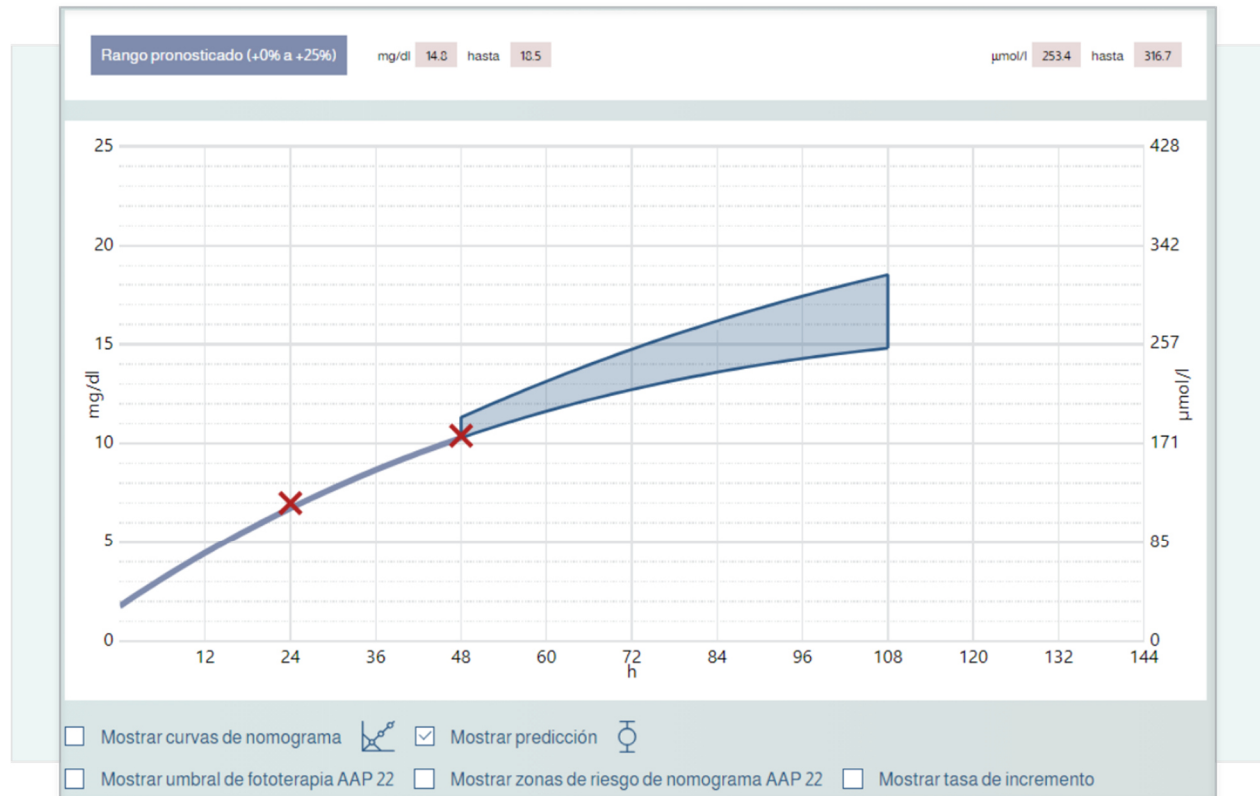 Rango pronosticado (+0% a +25%) mg/dl 14.8 hasta 18.5 µmol/l 253.4 hasta 316.7
25 428
20 342
15 257
mg/dl µmol/l
10 171
5 85
0 0
12 24 36 48 60 72 84 96 108 120 132 144
h
Mostrar curvas de nomograma Mostrar predicción
Mostrar umbral de fototerapia AAP 22 Mostrar zonas de riesgo de nomograma AAP 22 Mostrar tasa de incremento